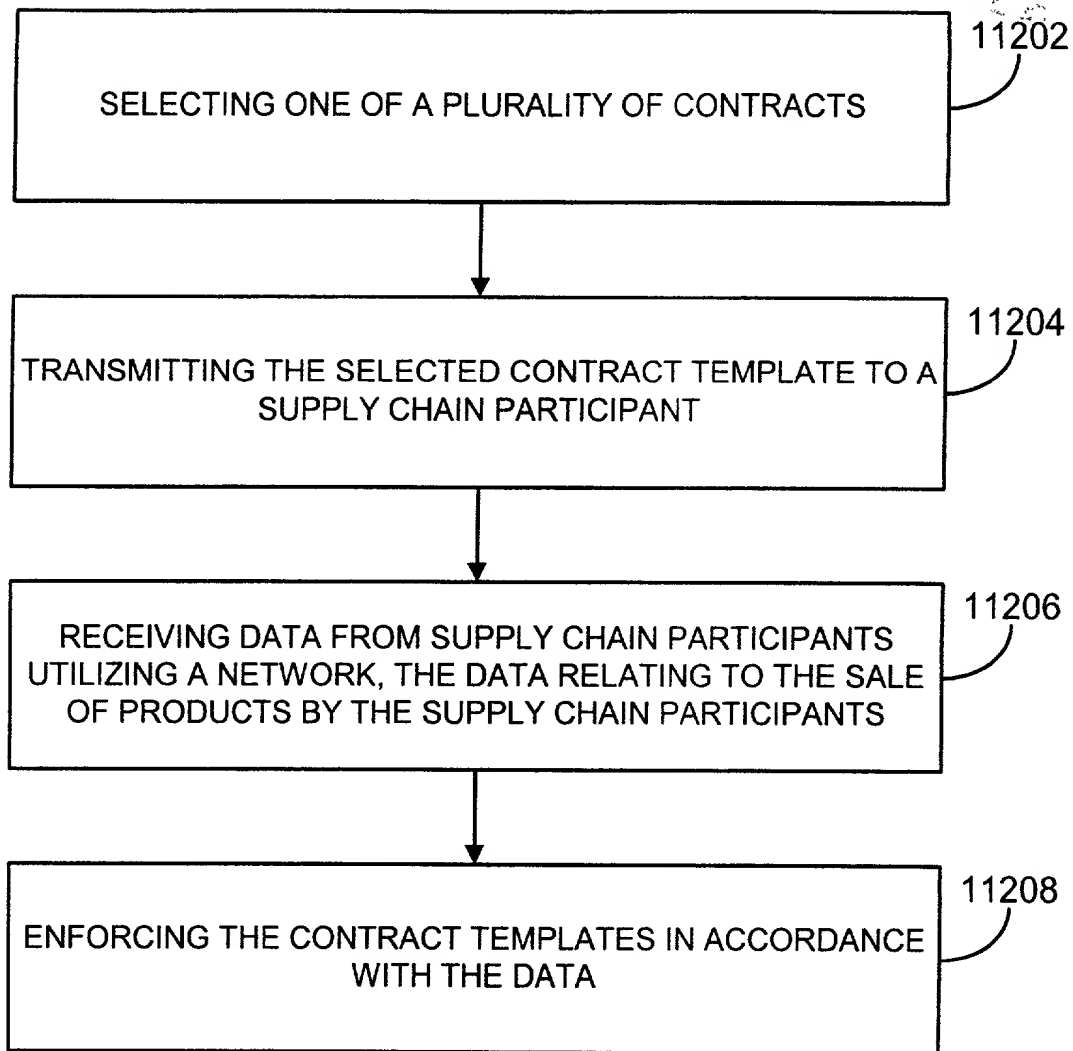 11202
SELECTING ONE OF A PLURALITY OF CONTRACTS
11204
TRANSMITTING THE SELECTED CONTRACT TEMPLATE TO A
SUPPLY CHAIN PARTICIPANT
11206
RECEIVING DATA FROM SUPPLY CHAIN PARTICIPANTS
UTILIZING A NETWORK, THE DATA RELATING TO THE SALE
OF PRODUCTS BY THE SUPPLY CHAIN PARTICIPANTS
11208
ENFORCING THE CONTRACT TEMPLATES IN ACCORDANCE
WITH THE DATA